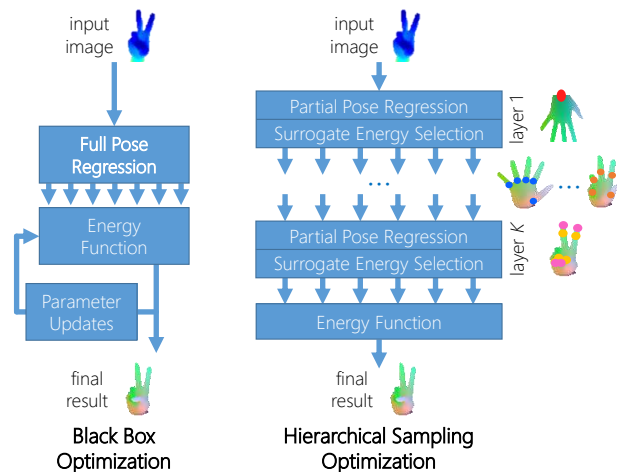 input
image
Full Pose
Regression
Energy
Function
Parameter
Updates
final
result
Black Box
Optimization
input
image
Partial Pose Regression
Surrogate Energy Selection
layer 1
...
...
Partial Pose Regression
Surrogate Energy Selection
layer K
Energy Function
final
result
Hierarchical Sampling
Optimization